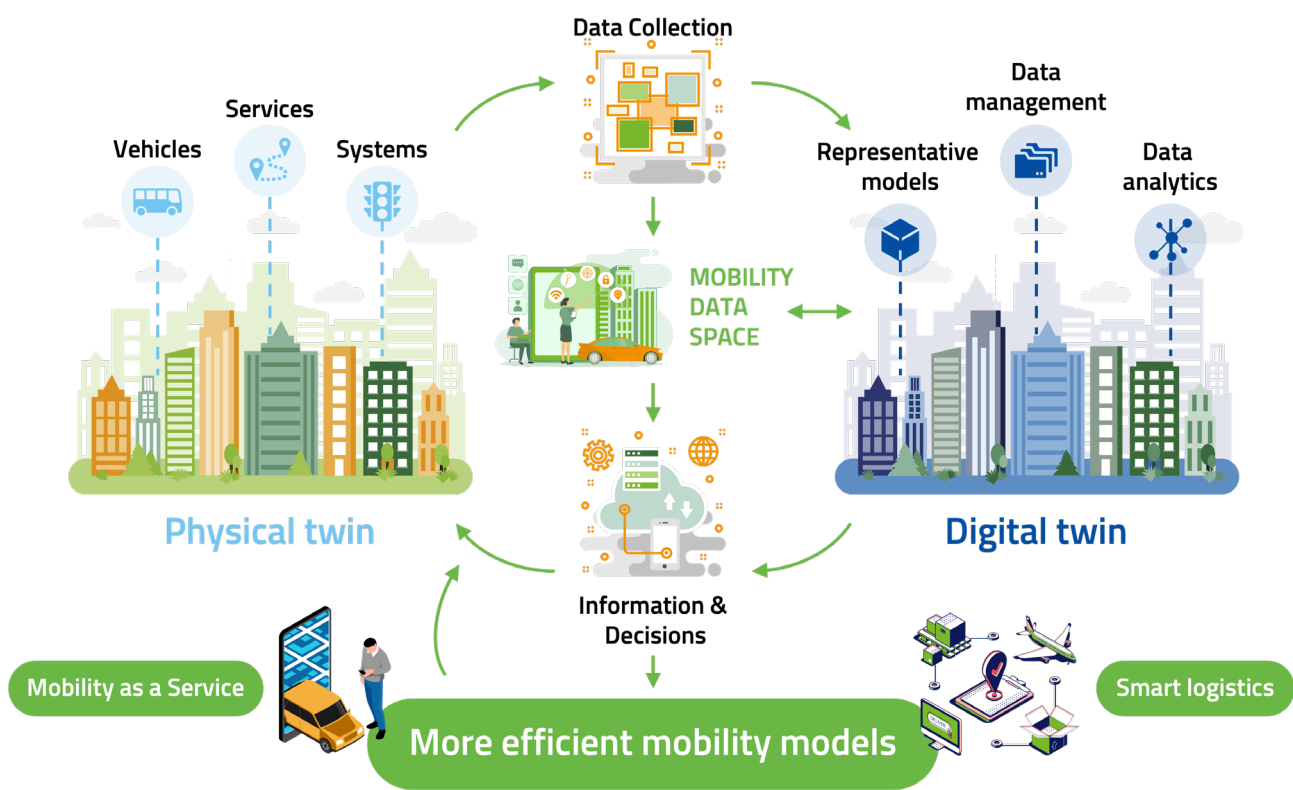 Data Collection
Data
management
Services
Vehicles
Systems
Representative
models
Data
analytics
MOBILITY
DATA
SPACE
Physical twin
Digital twin
Information &
Decisions
Mobility as a Service
Smart logistics
More efficient mobility models